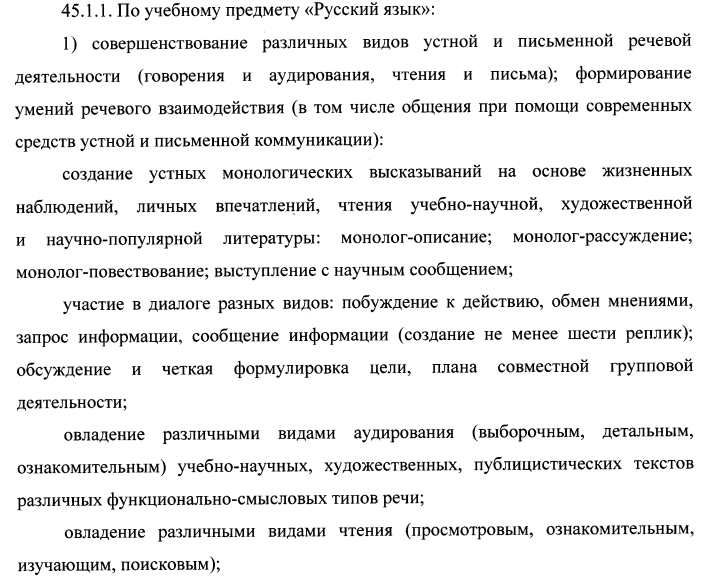 45.1.1. По учебному предмету «Русский язык»:
1) совершенствование различных видов устной и письменной речевой
деятельности (говорения и аудирования, чтения и письма); формирование
умений речевого взаимодействия (в том числе общения при помощи современных
средств устной и письменной коммуникации):
создание устных монологических высказываний на основе жизненных
наблюдений, личных впечатлений, чтения учебно-научной, художественной
и научно-популярной литературы: монолог-описание; монолог-рассуждение;
монолог-повествование; выступление с научным сообщением;
участие в диалоге разных видов: побуждение к действию, обмен мнениями,
запрос информации, сообщение информации (создание не менее шести реплик);
обсуждение и четкая формулировка цели, плана совместной групповой
деятельности;
овладение различными видами аудирования (выборочным, детальным,
ознакомительным) учебно-научных, художественных, публицистических текстов
различных функционально-смысловых типов речи;
овладение различными видами чтения (просмотровым, ознакомительным,
изучающим, поисковым);